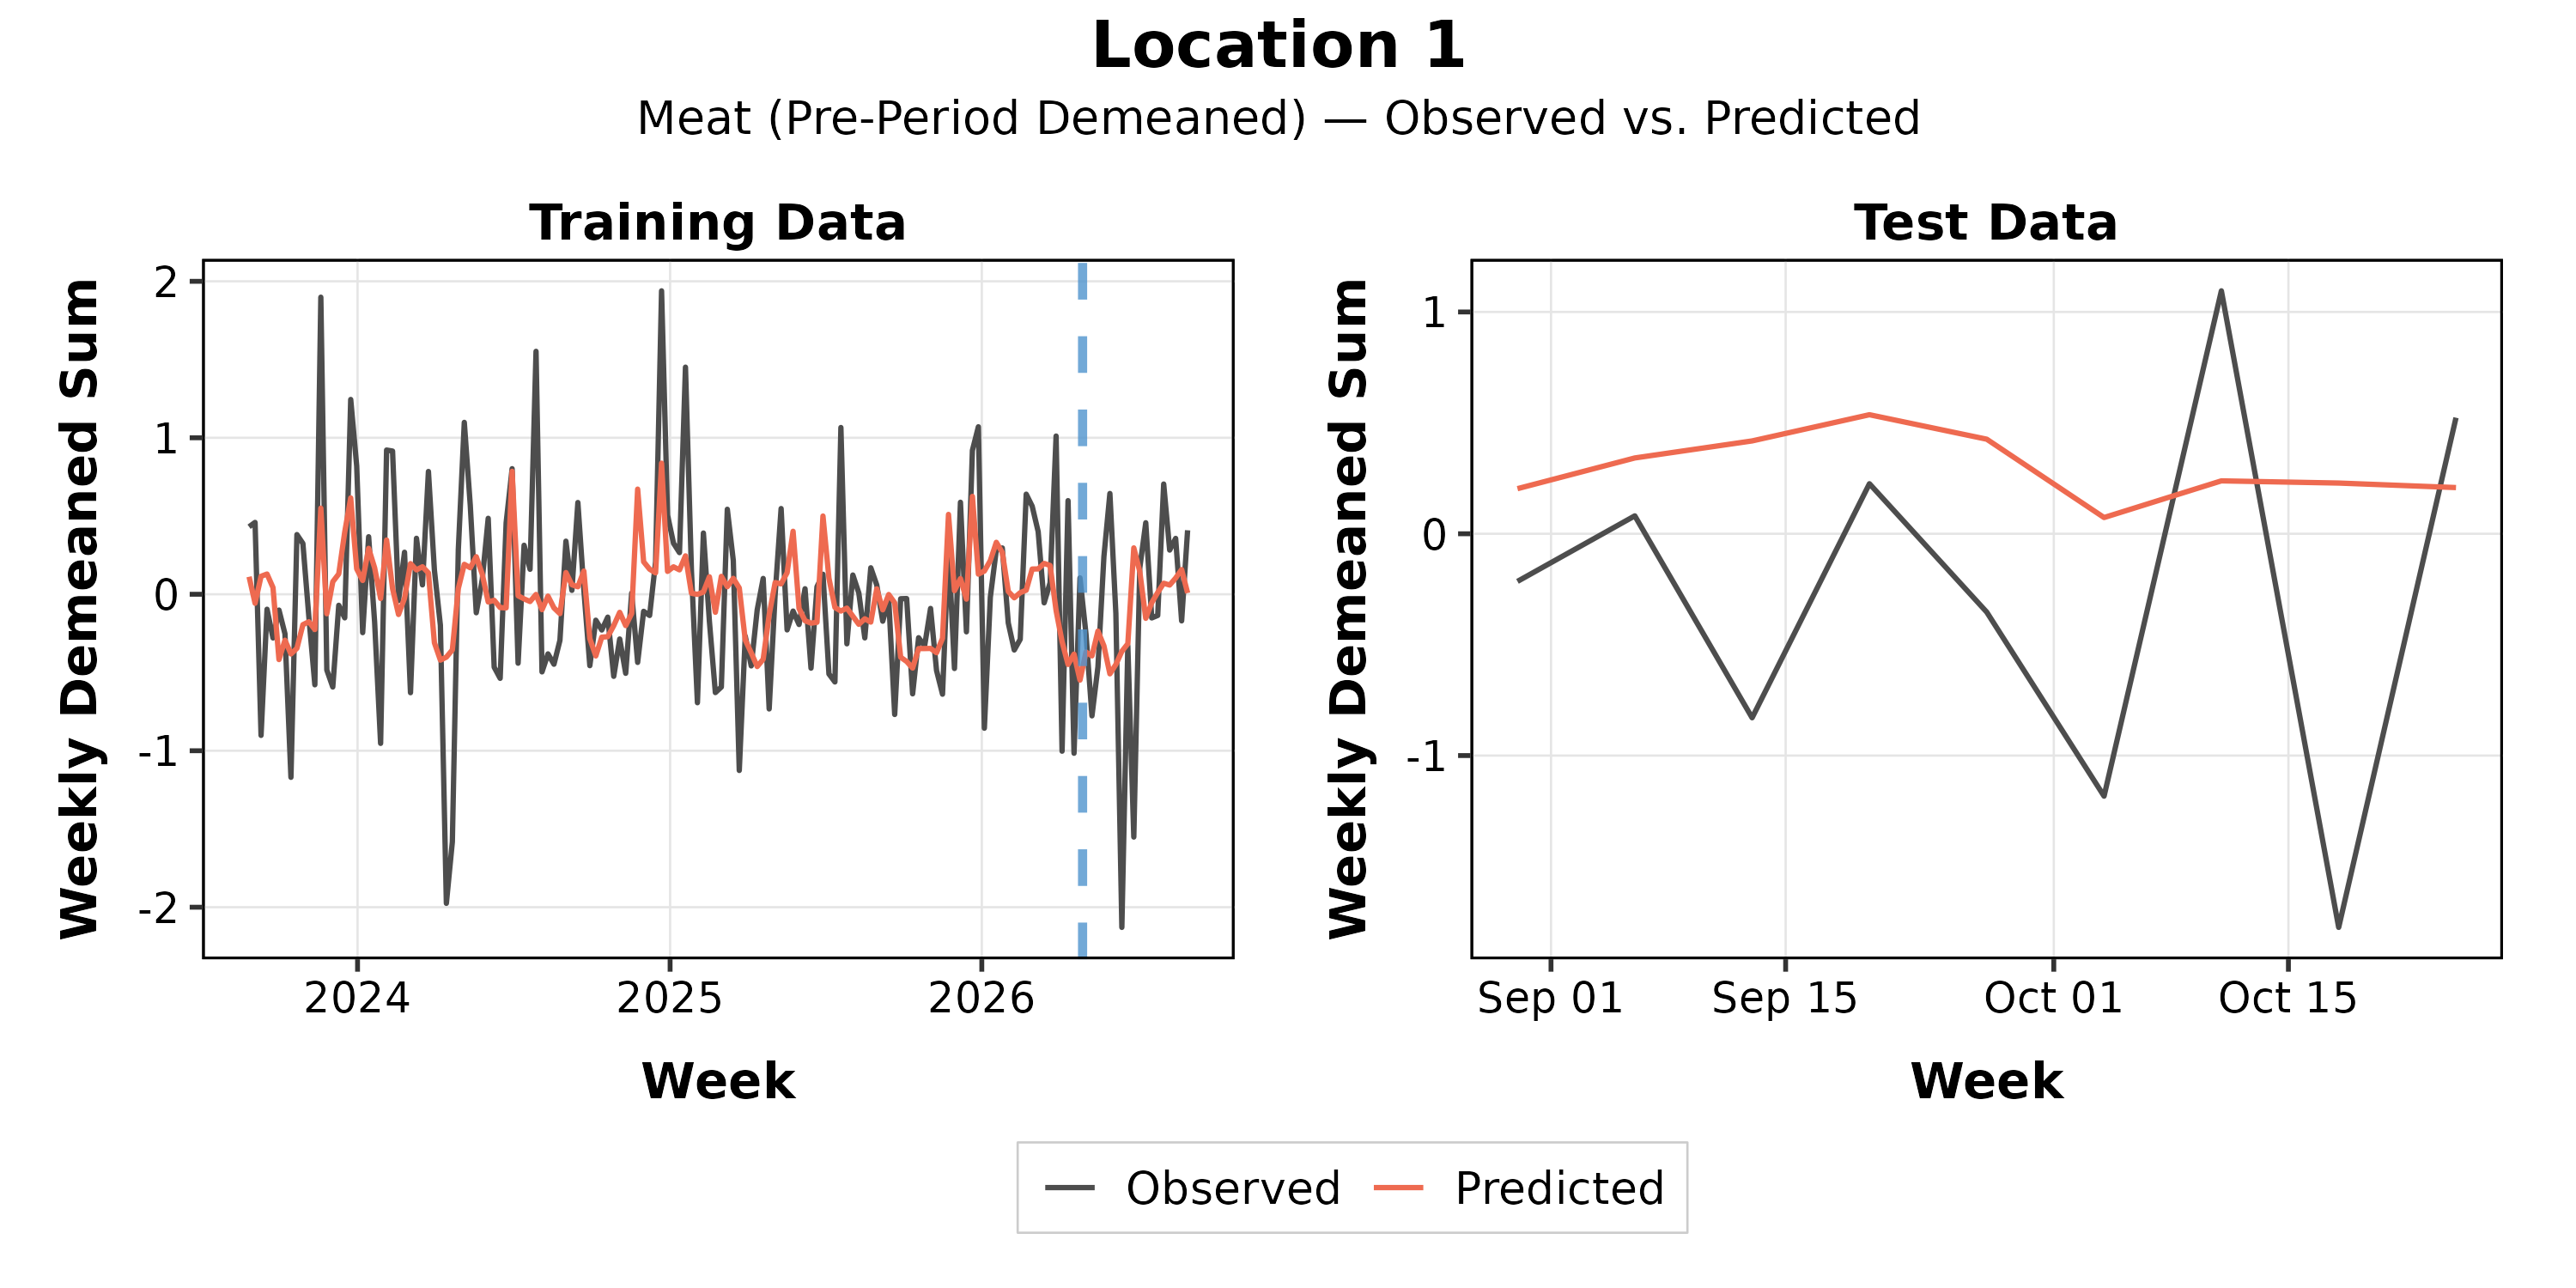 Location 1
Meat (Pre-Period Demeaned) — Observed vs. Predicted
Training Data
Weekly Demeaned Sum
2
1
0
-1
-2
2024
2025
2026
Week
Test Data
Weekly Demeaned Sum
1
0
-1
Sep 01
Sep 15
Oct 01
Oct 15
Week
Observed
Predicted